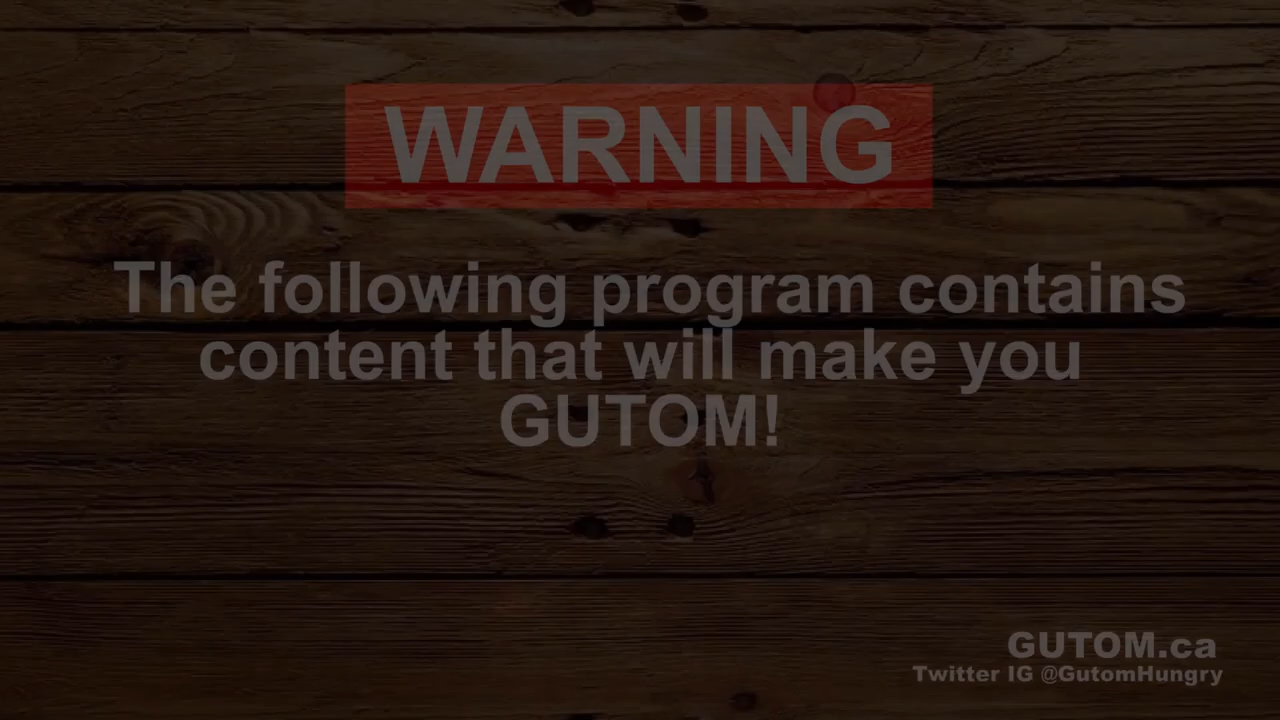 WARNING
The following program contains
content that will make you
GUTOM!
GUTOM.ca
Twitter IG @GutomHungry